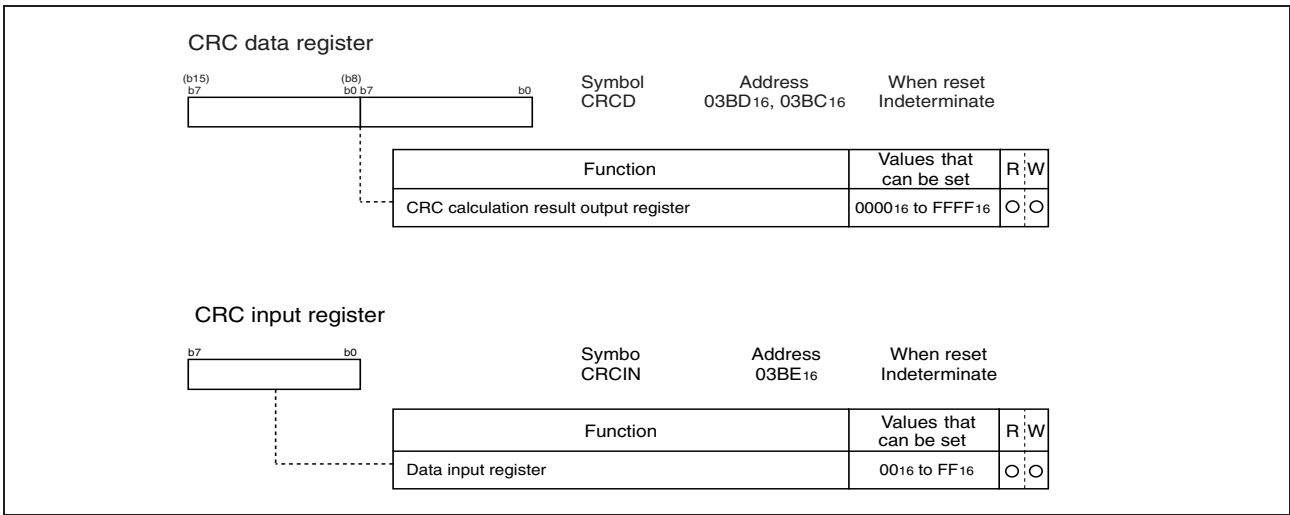 CRC data register
(b15) (b8)
b7 b0 b7 b0
Symbol Address When reset
CRCD 03BD16, 03BC16 Indeterminate
Function Values that can be set R W
CRC calculation result output register 000016 to FFFF16 O O
CRC input register
b7 b0
Symbo Address When reset
CRCIN 03BE16 Indeterminate
Function Values that can be set R W
Data input register 0016 to FF16 O O